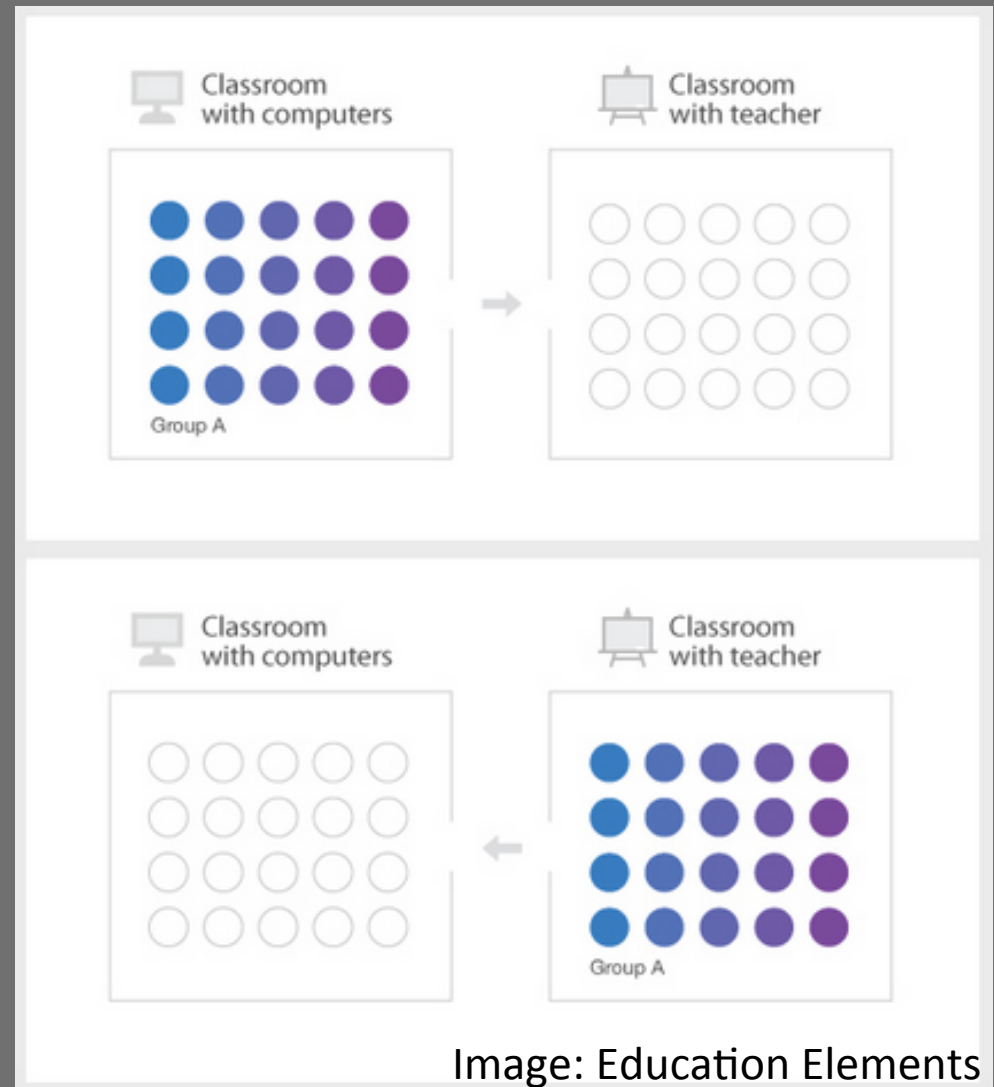 Classroom
with computers
Classroom
with teacher
Group A
Classroom
with computers
Classroom
with teacher
Group A
Image: Education Elements